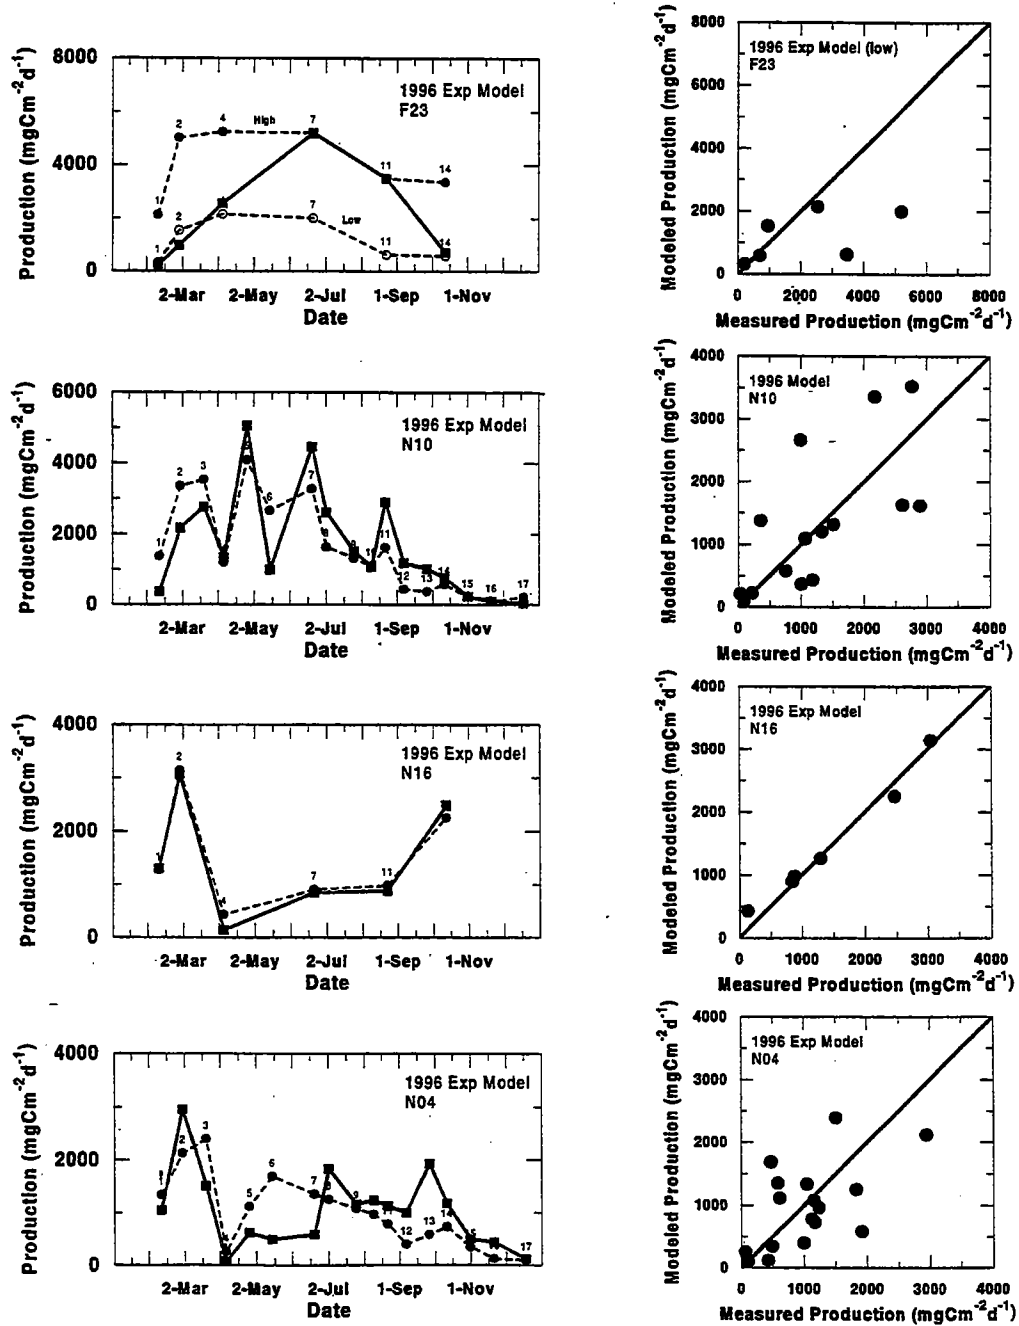 Production (mgCm-2d-1)
8000
4000
0
1996 Exp Model
F23
High
Low
1
2
4
7
11
14
1
2
7
11
14
2-Mar
2-May
2-Jul
1-Sep
1-Nov
Date
Modeled Production (mgCm-2d-1)
8000
6000
4000
2000
0
1996 Exp Model (low)
F23
0
2000
4000
6000
8000
Measured Production (mgCm-2d-1)
Production (mgCm-2d-1)
6000
4000
2000
0
1996 Exp Model
N10
1
2
3
6
7
11
12
13
14
15
16
17
2-Mar
2-May
2-Jul
1-Sep
1-Nov
Date
Modeled Production (mgCm-2d-1)
4000
3000
2000
1000
0
1996 Model
N10
0
1000
2000
3000
4000
Measured Production (mgCm-2d-1)
Production (mgCm-2d-1)
4000
2000
0
1996 Exp Model
N16
1
2
4
7
11
2-Mar
2-May
2-Jul
1-Sep
1-Nov
Date
Modeled Production (mgCm-2d-1)
4000
3000
2000
1000
0
1996 Exp Model
N16
0
1000
2000
3000
4000
Measured Production (mgCm-2d-1)
Production (mgCm-2d-1)
4000
2000
0
1996 Exp Model
N04
2
3
5
6
7
12
13
14
17
2-Mar
2-May
2-Jul
1-Sep
1-Nov
Date
Modeled Production (mgCm-2d-1)
4000
3000
2000
1000
0
1996 Exp Model
N04
0
1000
2000
3000
4000
Measured Production (mgCm-2d-1)